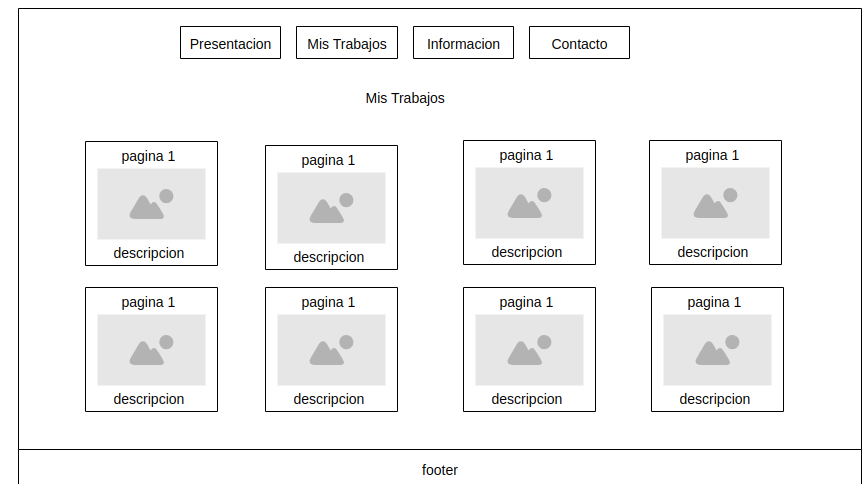 Presentacion
Mis Trabajos
Informacion
Contacto
Mis Trabajos
pagina 1
descripcion
pagina 1
descripcion
pagina 1
descripcion
pagina 1
descripcion
pagina 1
descripcion
pagina 1
descripcion
pagina 1
descripcion
pagina 1
descripcion
footer